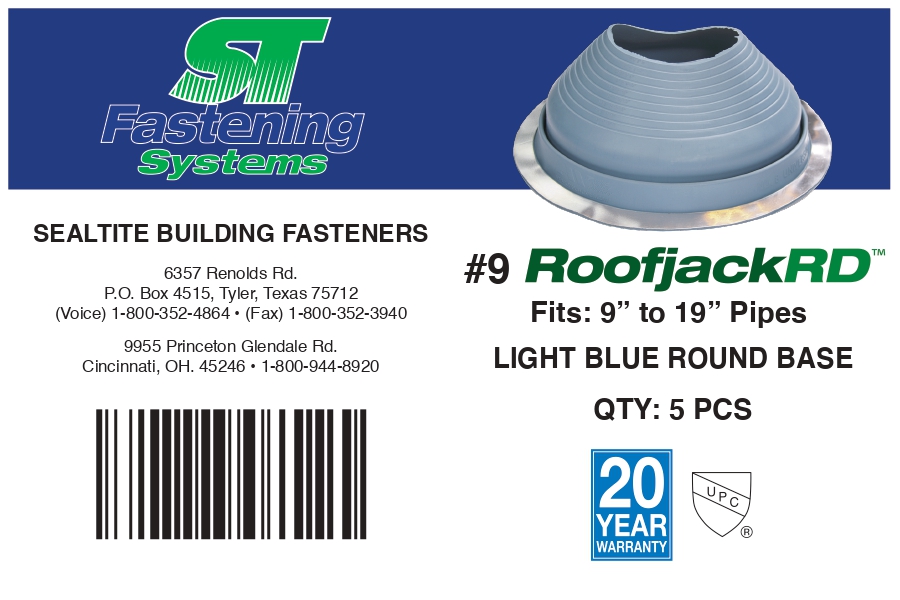 ST
Fastening
Systems
SEALTITE BUILDING FASTENERS
6357 Renolds Rd.
P.O. Box 4515, Tyler, Texas 75712
(Voice) 1-800-352-4864 • (Fax) 1-800-352-3940
9955 Princeton Glendale Rd.
Cincinnati, OH. 45246 • 1-800-944-8920
#9 RoofjackRD™
Fits: 9” to 19” Pipes
LIGHT BLUE ROUND BASE
QTY: 5 PCS
20
YEAR
WARRANTY
UPC
®